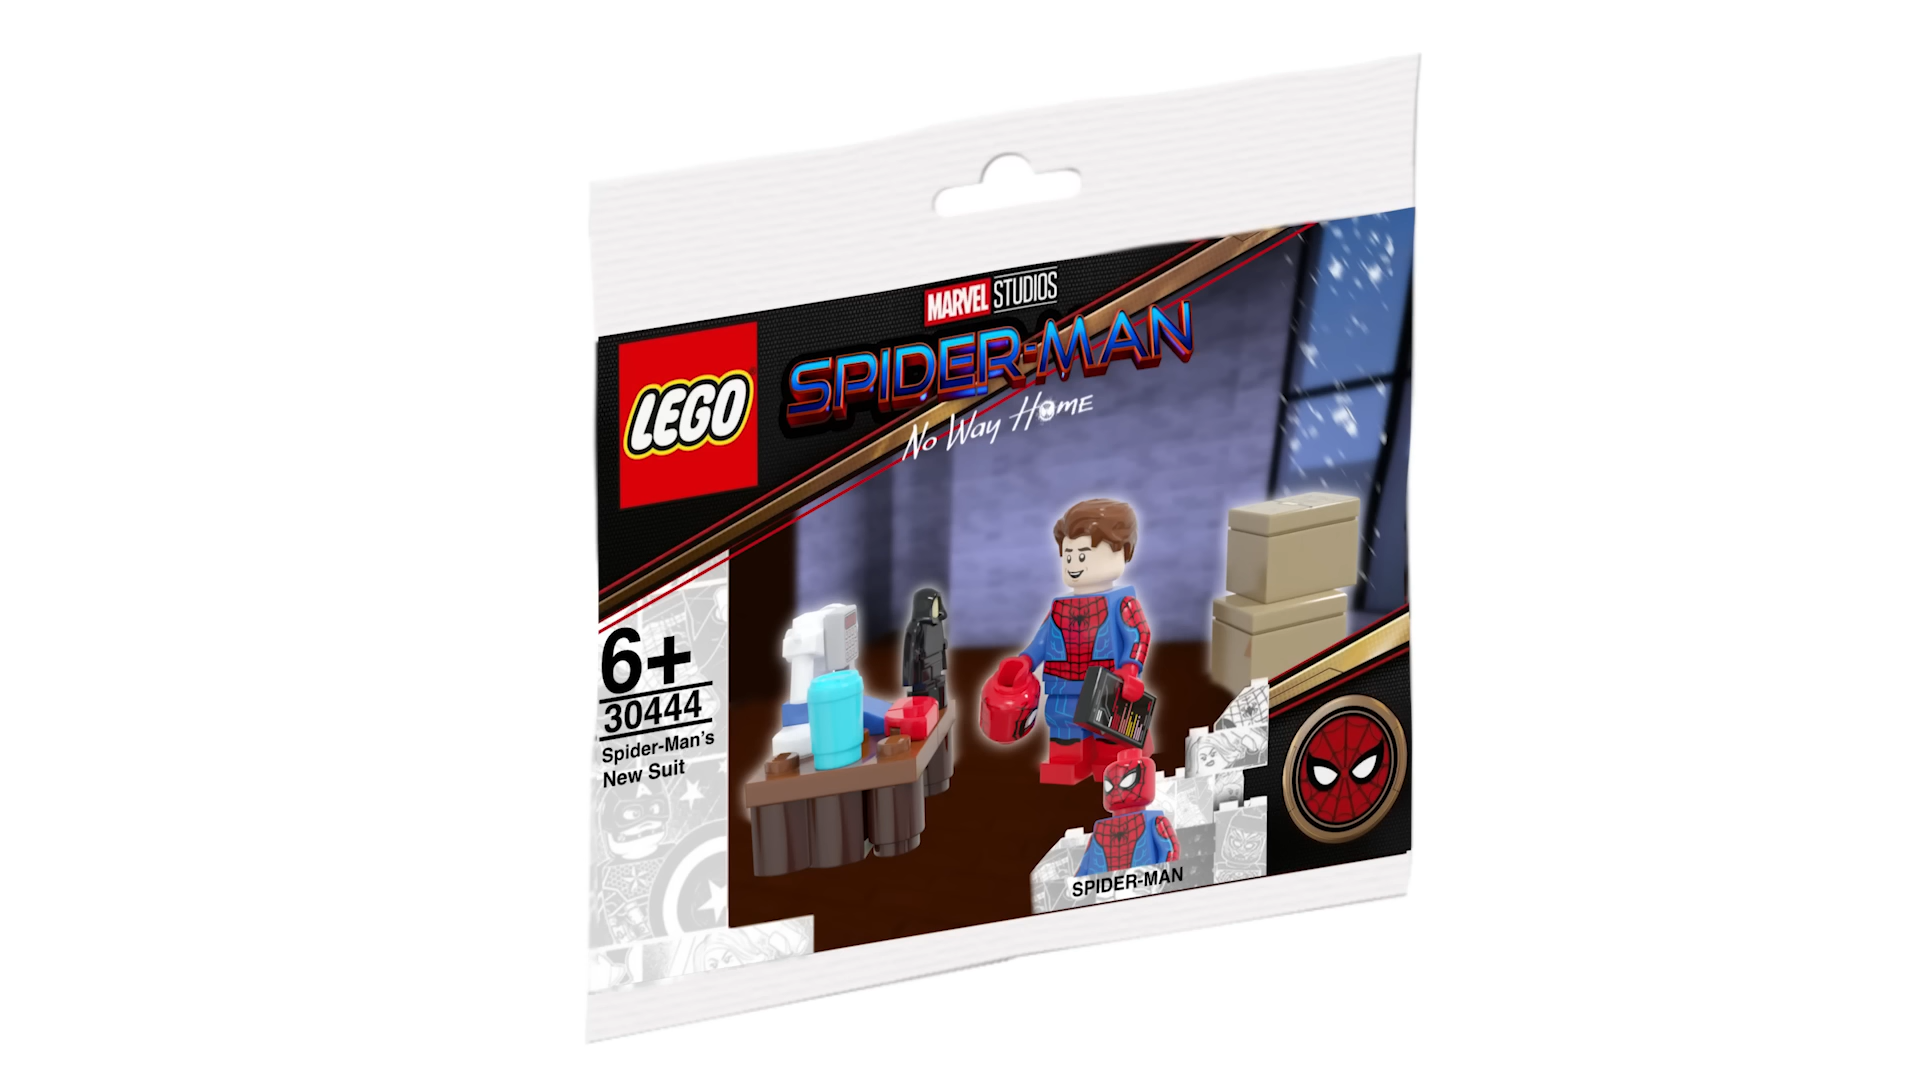 MARVEL STUDIOS
SPIDER-MAN
No Way Home
LEGO
6+
30444
Spider-Man's
New Suit
SPIDER-MAN